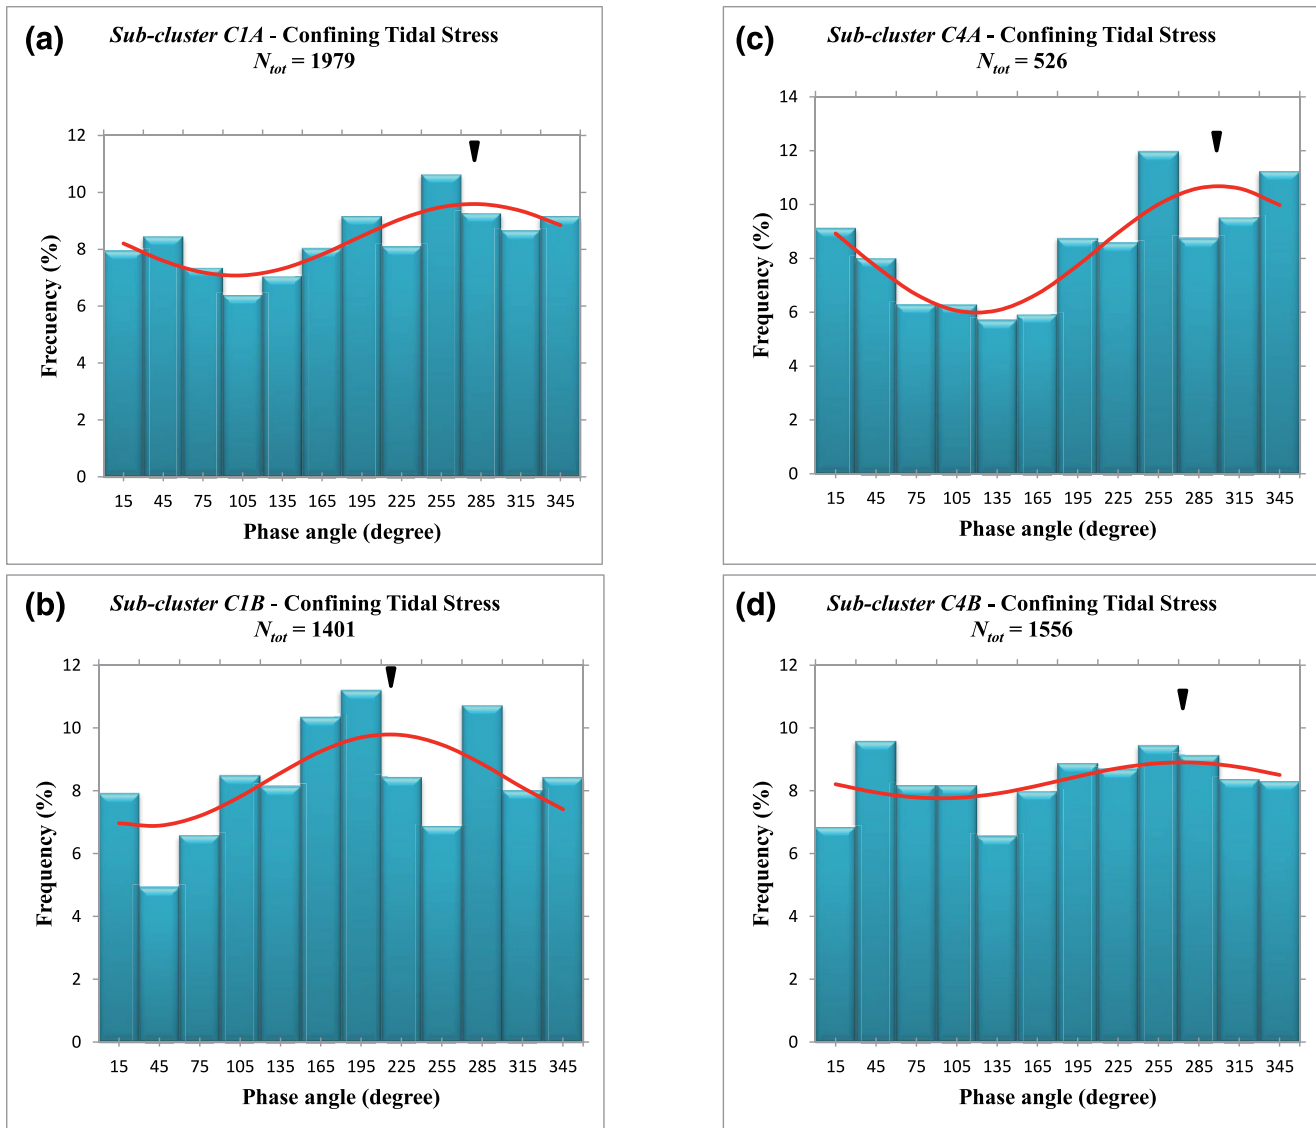 (a)
Sub-cluster C1A - Confining Tidal Stress
Ntot = 1979
12
10
8
6
4
2
0
Frecuency (%)
15 45 75 105 135 165 195 225 255 285 315 345
Phase angle (degree)
(c)
Sub-cluster C4A - Confining Tidal Stress
Ntot = 526
14
12
10
8
6
4
2
0
Frequency (%)
15 45 75 105 135 165 195 225 255 285 315 345
Phase angle (degree)
(b)
Sub-cluster C1B - Confining Tidal Stress
Ntot = 1401
12
10
8
6
4
2
0
Frequency (%)
15 45 75 105 135 165 195 225 255 285 315 345
Phase angle (degree)
(d)
Sub-cluster C4B - Confining Tidal Stress
Ntot = 1556
12
10
8
6
4
2
0
Frequency (%)
15 45 75 105 135 165 195 225 255 285 315 345
Phase angle (degree)